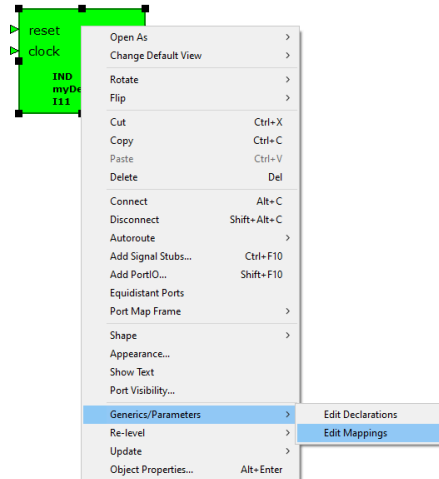 reset
clock
IND
myDe
I11
Open As
Change Default View
Rotate
Flip
Cut Ctrl+X
Copy Ctrl+C
Paste Ctrl+V
Delete Del
Connect Alt+C
Disconnect Shift+Alt+C
Autoroute
Add Signal Stubs... Ctrl+F10
Add PortIO... Shift+F10
Equidistant Ports
Port Map Frame
Shape
Appearance...
Show Text
Port Visibility...
Generics/Parameters
Edit Declarations
Re-level
Edit Mappings
Update
Object Properties... Alt+Enter